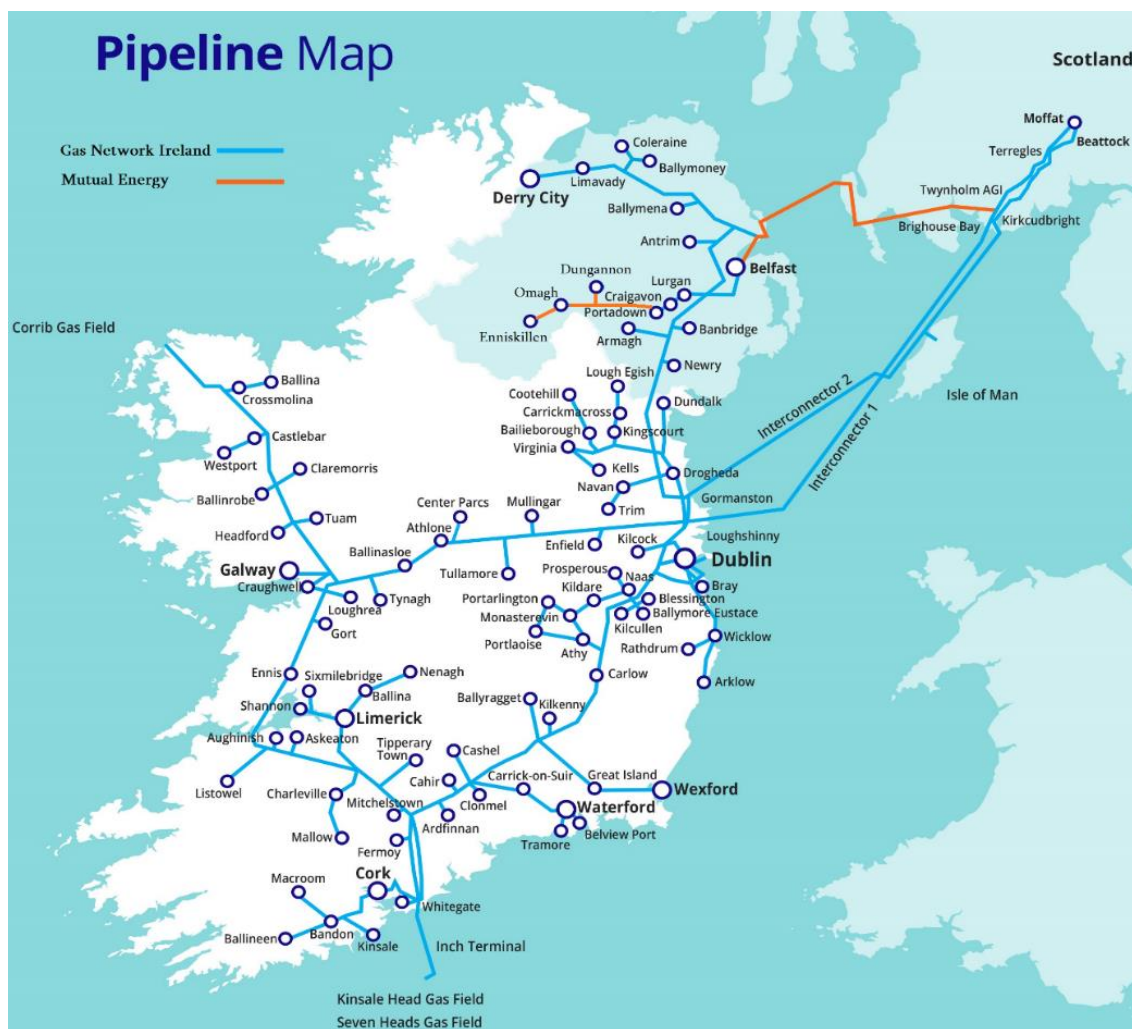 Pipeline Map
Scotland
Gas Network Ireland
Mutual Energy
Moffat
Beattock
Terregles
Twynholm AGI
Kirkcudbright
Brighouse Bay
Coleraine
Ballymoney
Limavady
Derry City
Ballymena
Antrim
Belfast
Dungannon
Lurgan
Omagh
Craigavon
Portadown
Enniskillen
Armagh
Banbridge
Newry
Corrib Gas Field
Ballina
Crossmolina
Lough Egish
Cootehill
Dundalk
Carrickmacross
Bailieborough
Kingscourt
Virginia
Isle of Man
Interconnector 2
Interconnector 1
Castlebar
Westport
Claremorris
Kells
Drogheda
Navan
Ballinrobe
Trim
Gormanston
Center Parcs
Mullingar
Tuam
Athlone
Headford
Enfield
Kilcock
Loughshinny
Ballinasloe
Dublin
Galway
Tullamore
Prosperous
Naas
Craughwell
Kildare
Bray
Loughrea
Tynagh
Portarlington
Blessington
Monasterevin
Ballymore Eustace
Gort
Kilcullen
Portlaoise
Athy
Rathdrum
Wicklow
Ennis
Sixmilebridge
Nenagh
Carlow
Arklow
Ballina
Ballyragget
Shannon
Kilkenny
Limerick
Aughinish
Askeaton
Tipperary
Town
Cashel
Carrick-on-Suir
Great Island
Cahir
Wexford
Listowel
Charleville
Mitchelstown
Clonmel
Waterford
Ardfinnan
Belview Port
Mallow
Tramore
Fermoy
Cork
Macroom
Whitegate
Ballineen
Bandon
Kinsale
Inch Terminal
Kinsale Head Gas Field
Seven Heads Gas Field